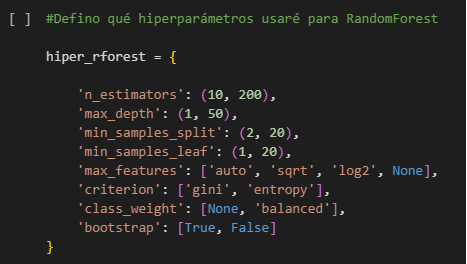 [ ] #Defino qué hiperparámetros usaré para RandomForest
hiper_rforest = {
'n_estimators': (10, 200),
'max_depth': (1, 50),
'min_samples_split': (2, 20),
'min_samples_leaf': (1, 20),
'max_features': ['auto', 'sqrt', 'log2', None],
'criterion': ['gini', 'entropy'],
'class_weight': [None, 'balanced'],
'bootstrap': [True, False]
}